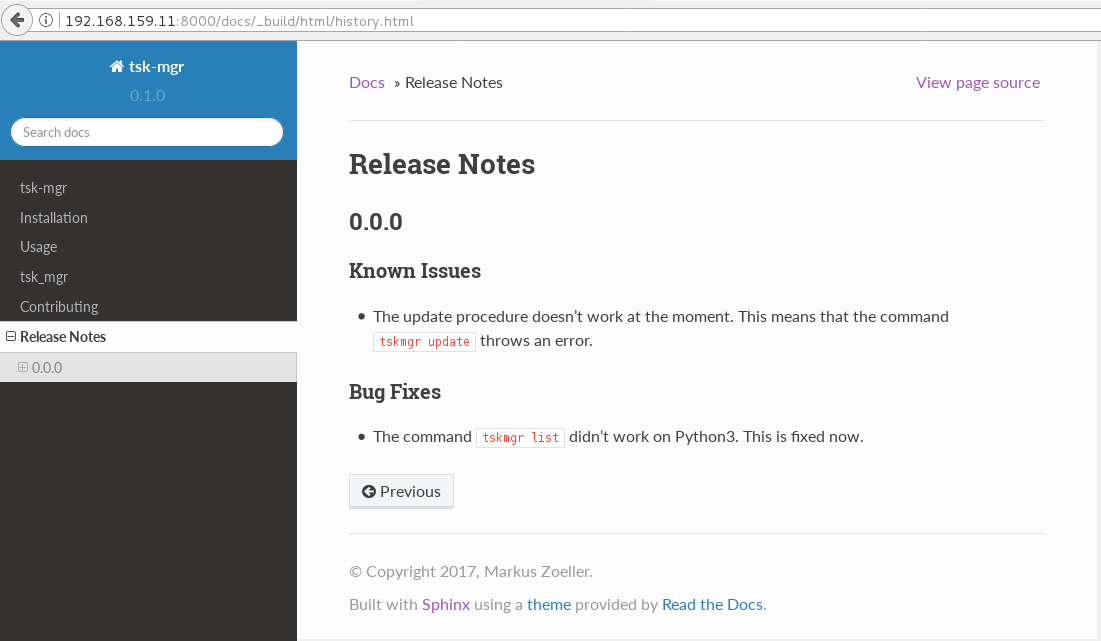 192.168.159.11:8000/docs/_build/html/history.html
tsk-mgr
0.1.0
Search docs
tsk-mgr
Installation
Usage
tsk_mgr
Contributing
Release Notes
0.0.0
Docs » Release Notes
View page source
Release Notes
0.0.0
Known Issues
• The update procedure doesn’t work at the moment. This means that the command
tskmgr update throws an error.
Bug Fixes
• The command tskmgr list didn’t work on Python3. This is fixed now.
Previous
© Copyright 2017, Markus Zoeller.
Built with Sphinx using a theme provided by Read the Docs.